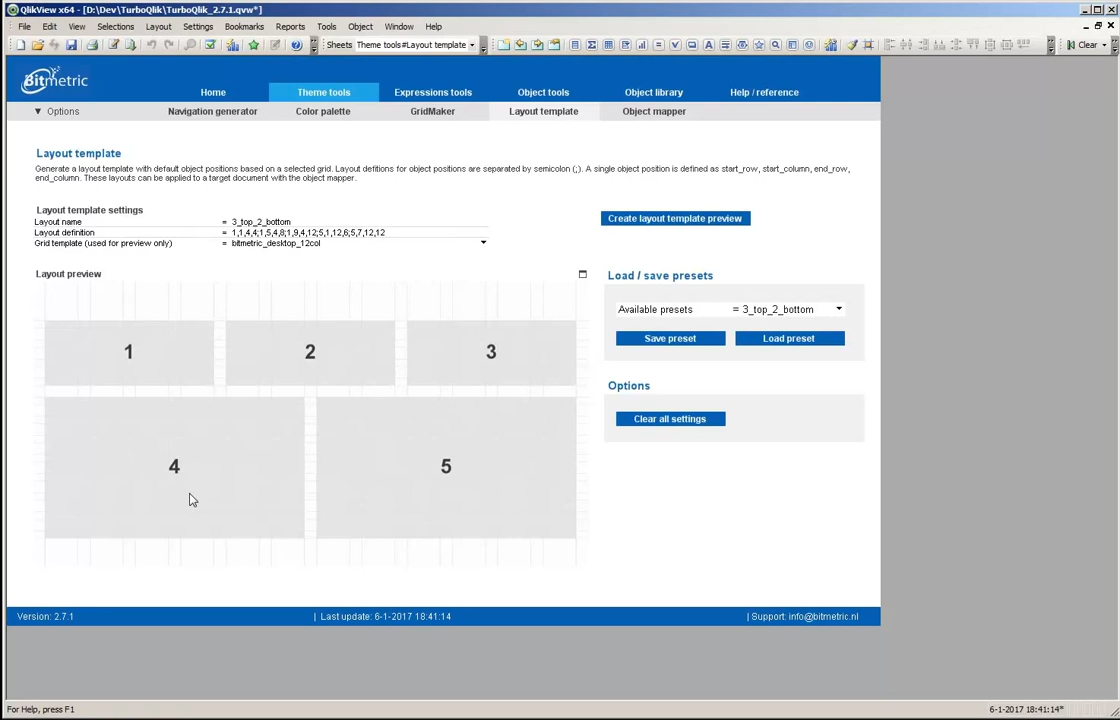 QlikView x64 - [D:\Dev\TurboQlik\TurboQlik_2.7.1.qvw*]
File Edit View Selections Layout Settings Bookmarks Reports Tools Object Window Help
Sheets Theme tools#Layout template Clear
Bitmetric
Home Theme tools Expressions tools Object tools Object library Help / reference
▼ Options Navigation generator Color palette GridMaker Layout template Object mapper
Layout template
Generate a layout template with default object positions based on a selected grid. Layout defitions for object positions are separated by semicolon (;). A single object position is defined as start_row, start_column, end_row,
end_column. These layouts can be applied to a target document with the object mapper.
Layout template settings
Layout name = 3_top_2_bottom
Layout definition = 1,1,4,4;1,5,4,8;1,9,4,12;5,1,12,6;5,7,12,12
Grid template (used for preview only) = bitmetric_desktop_12col
Create layout template preview
Layout preview
1 2 3
4 5
Load / save presets
Available presets = 3_top_2_bottom
Save preset Load preset
Options
Clear all settings
Version: 2.7.1 | Last update: 6-1-2017 18:41:14 | Support: info@bitmetric.nl
For Help, press F1 6-1-2017 18:41:14*